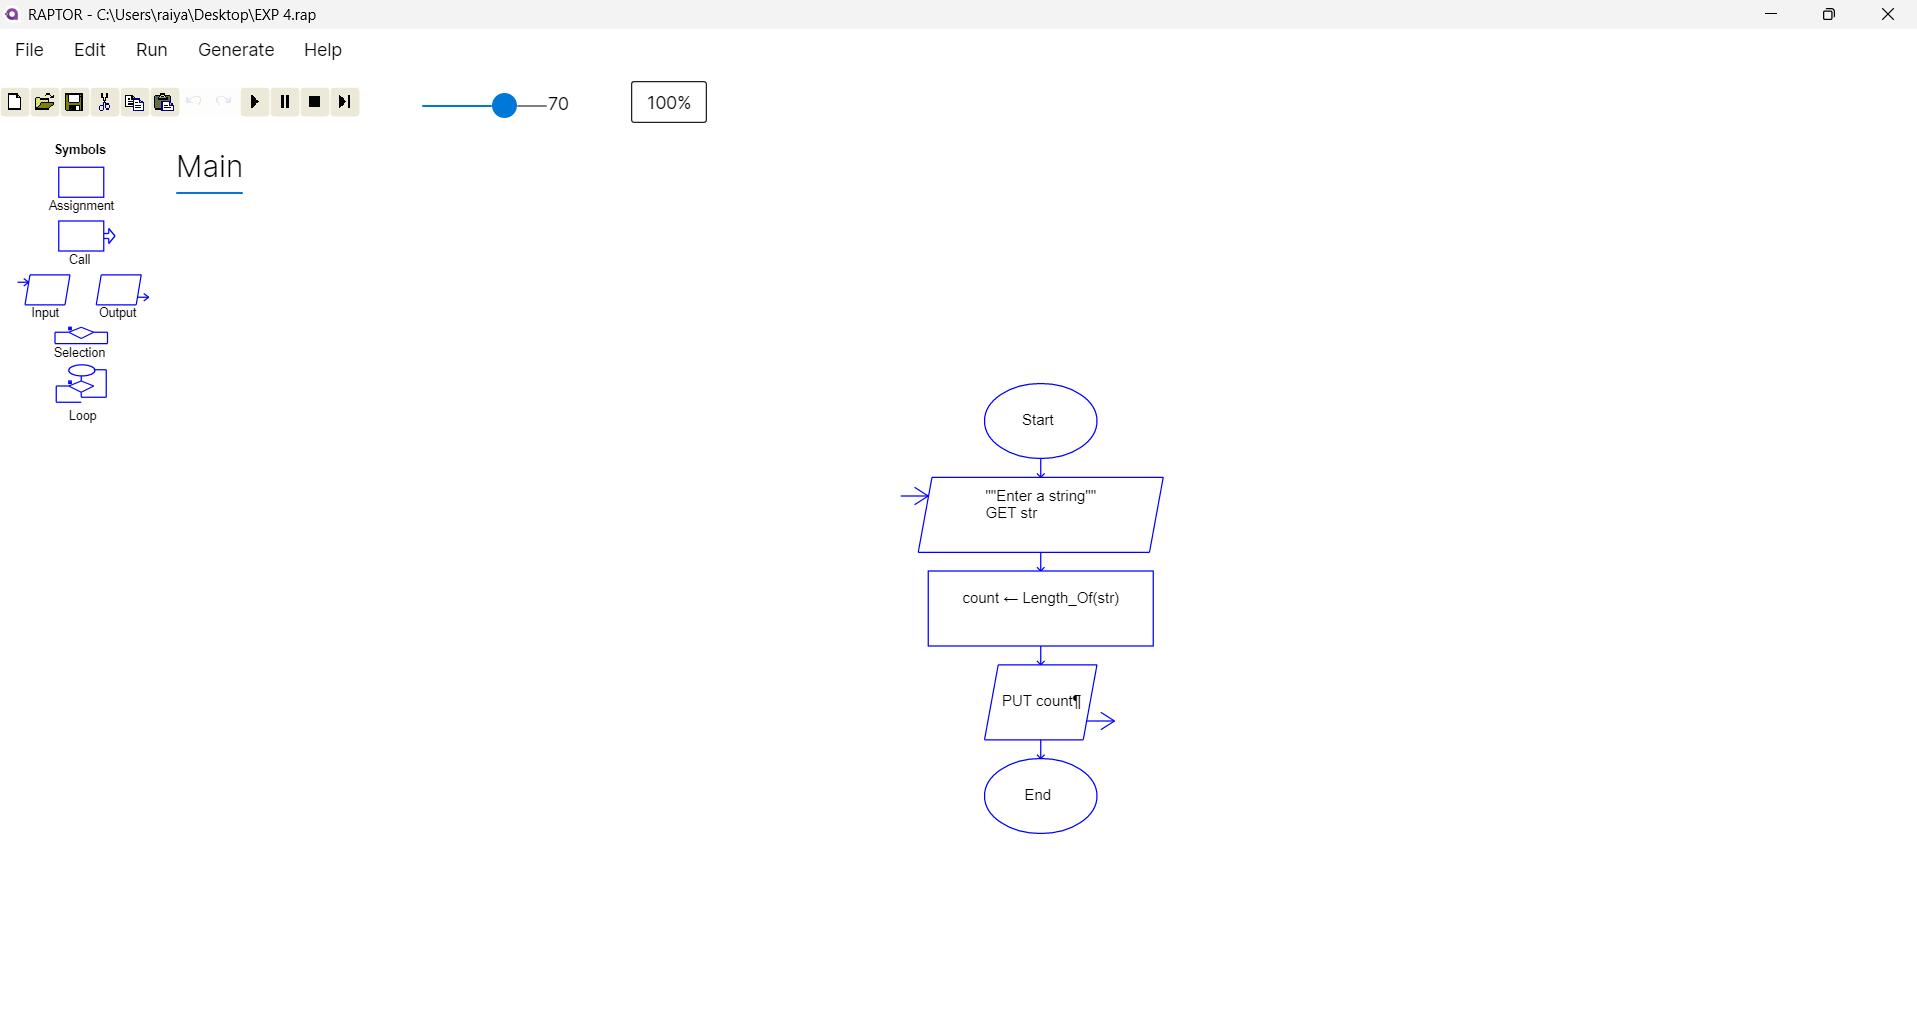 RAPTOR - C:\Users\raiya\Desktop\EXP 4.rap
File Edit Run Generate Help
70
100%
Symbols
Assignment
Call
Input Output
Selection
Loop
Main
Start
""Enter a string""
GET str
count ← Length_Of(str)
PUT count¶
End